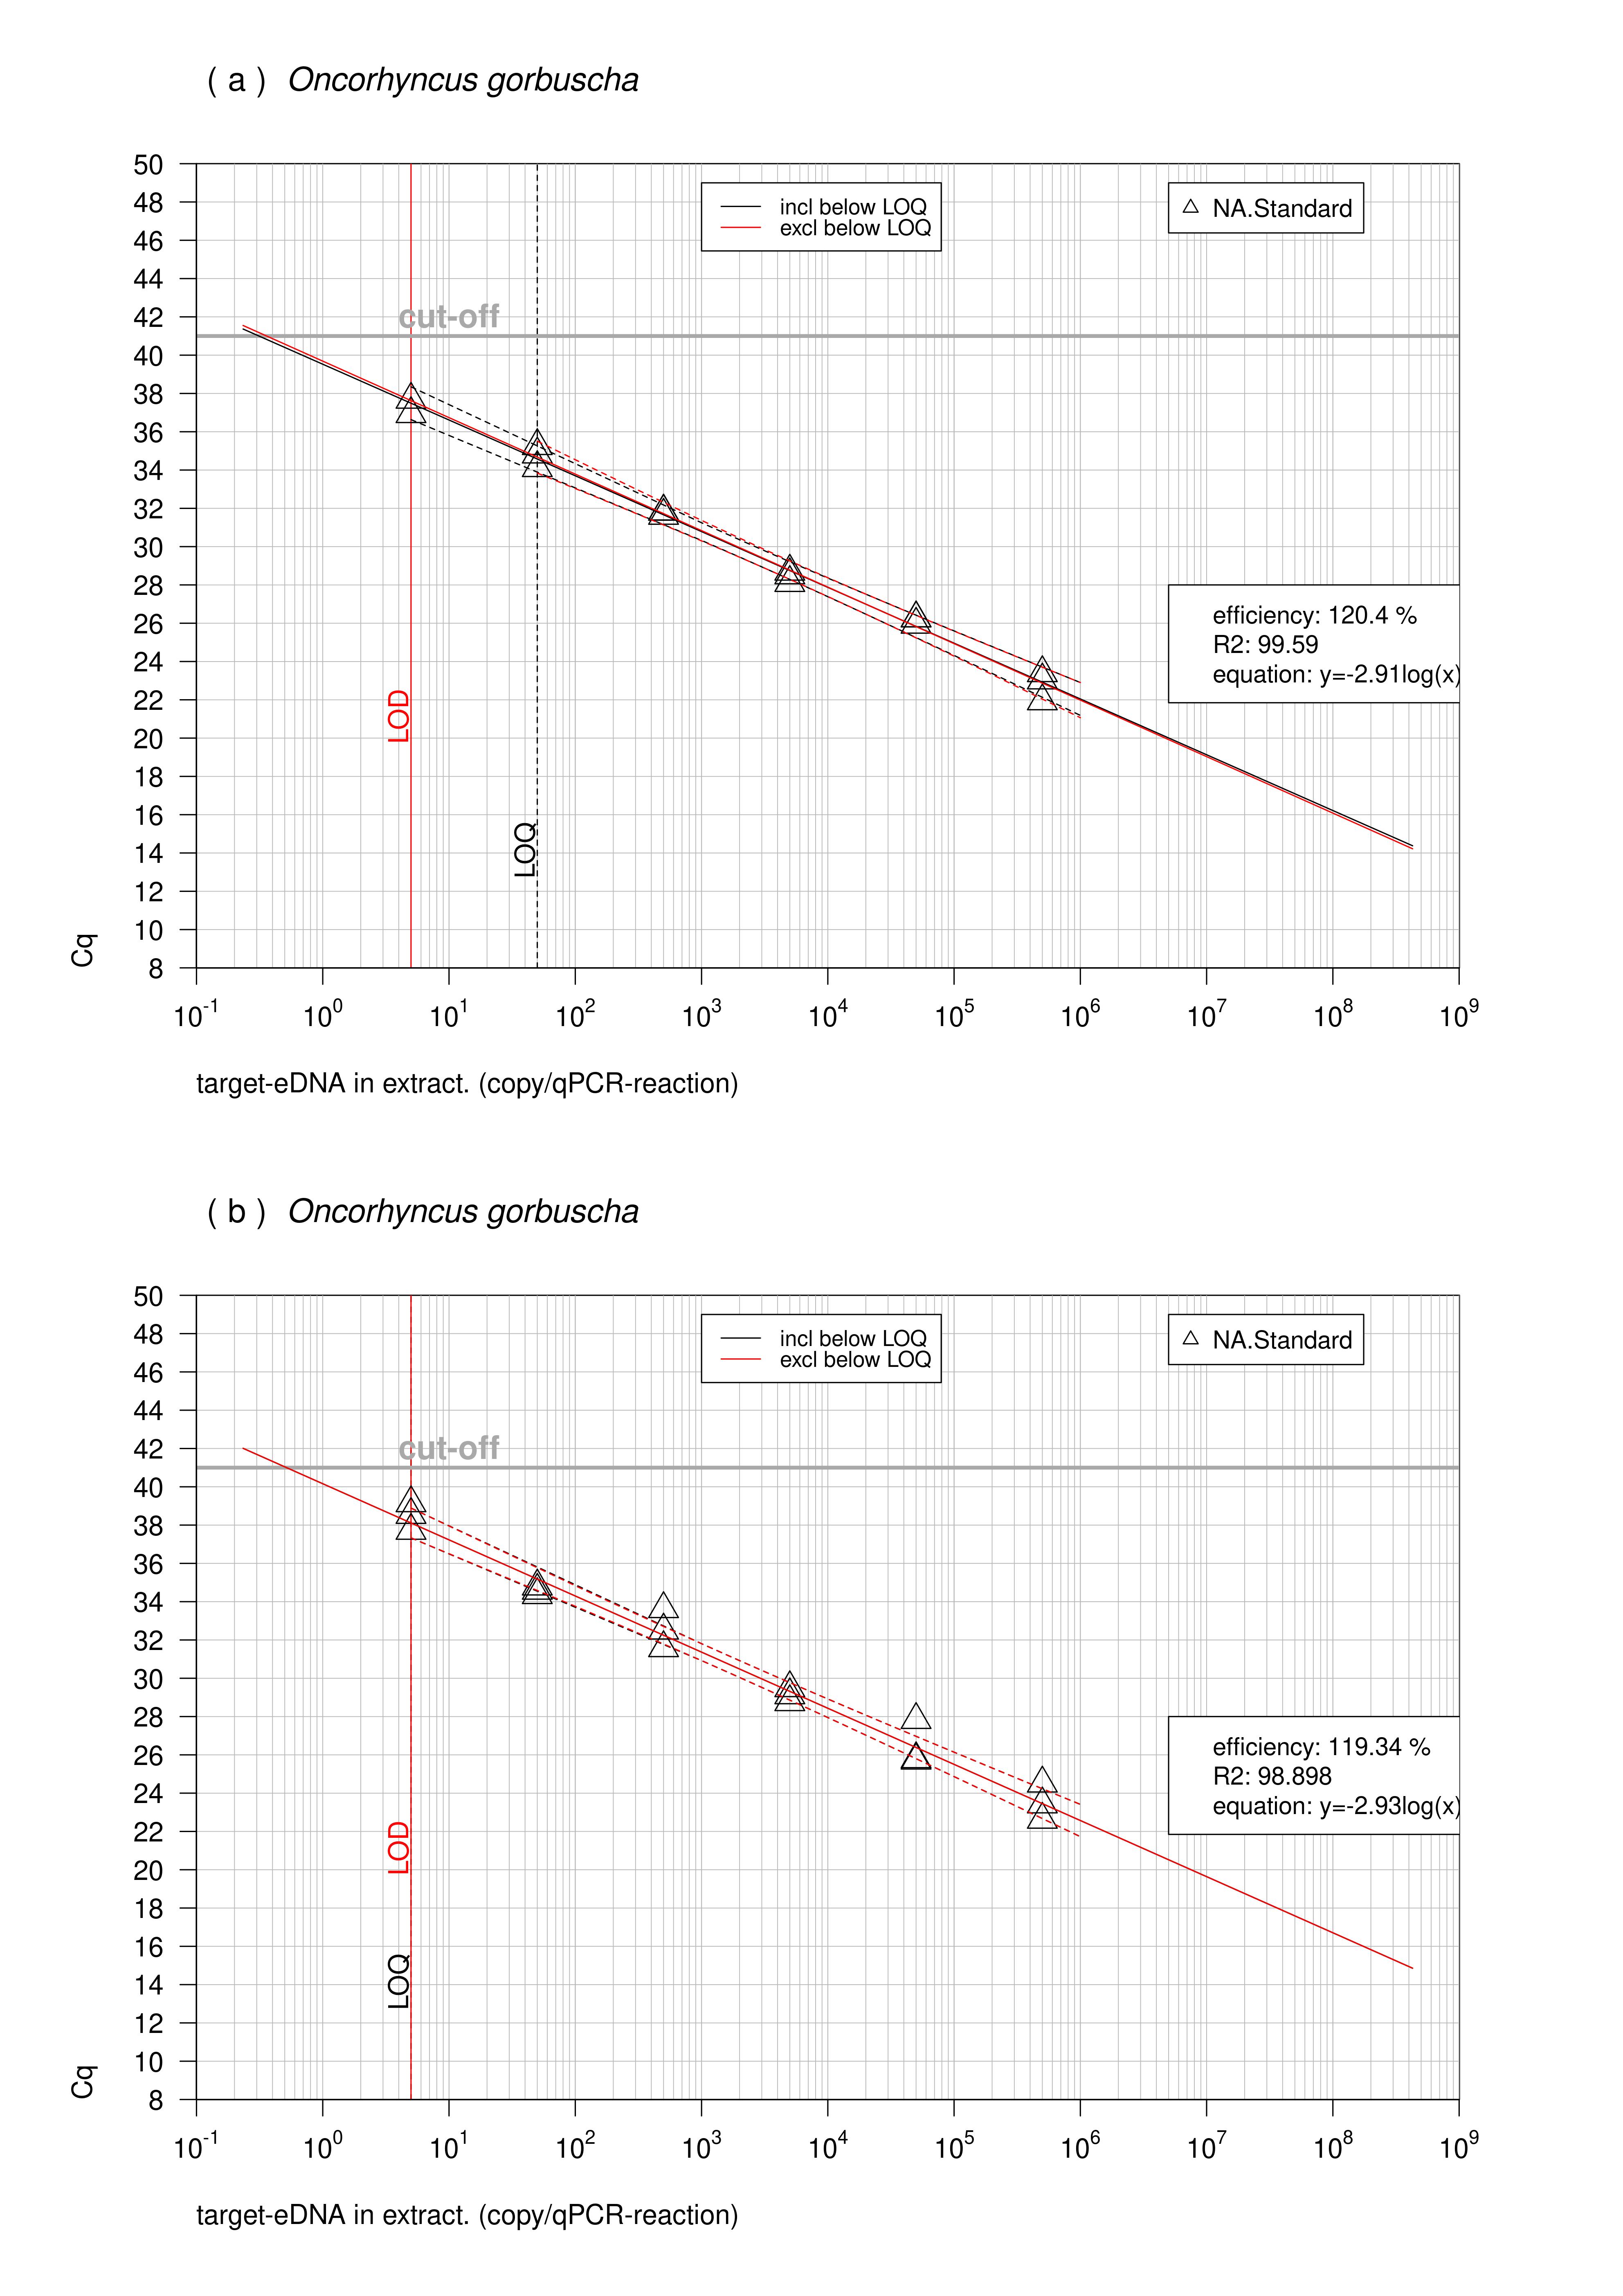 ( a ) Oncorhyncus gorbuscha
50
48
46
44
42
40
38
36
34
32
30
28
26
24
22
20
18
16
14
12
10
8
Cq
incl below LOQ
excl below LOQ
NA.Standard
cut-off
LOD
LOQ
efficiency: 120.4 %
R2: 99.59
equation: y=-2.91log(x)
10-1 100 101 102 103 104 105 106 107 108 109
target-eDNA in extract. (copy/qPCR-reaction)
( b ) Oncorhyncus gorbuscha
50
48
46
44
42
40
38
36
34
32
30
28
26
24
22
20
18
16
14
12
10
8
Cq
incl below LOQ
excl below LOQ
NA.Standard
cut-off
LOD
LOQ
efficiency: 119.34 %
R2: 98.898
equation: y=-2.93log(x)
10-1 100 101 102 103 104 105 106 107 108 109
target-eDNA in extract. (copy/qPCR-reaction)